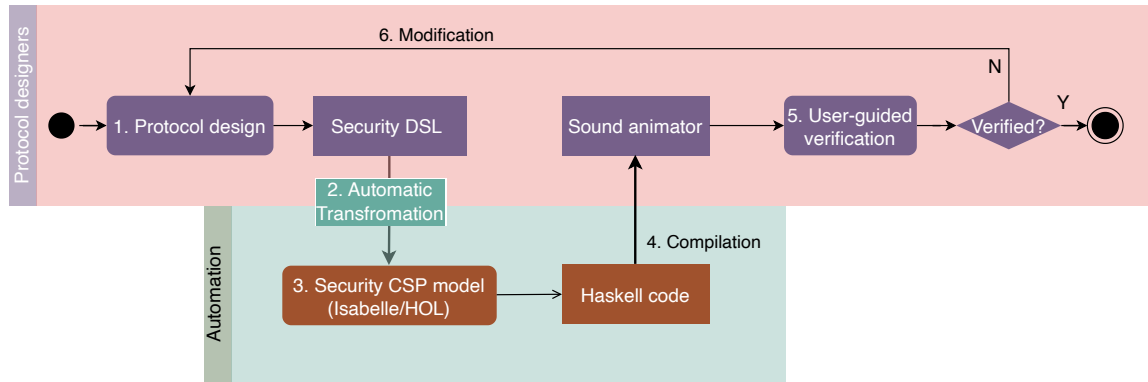 Protocol designers
6. Modification
N
Y
1. Protocol design
Security DSL
Sound animator
5. User-guided
verification
Verified?
2. Automatic
Transfromation
Automation
4. Compilation
3. Security CSP model
(Isabelle/HOL)
Haskell code